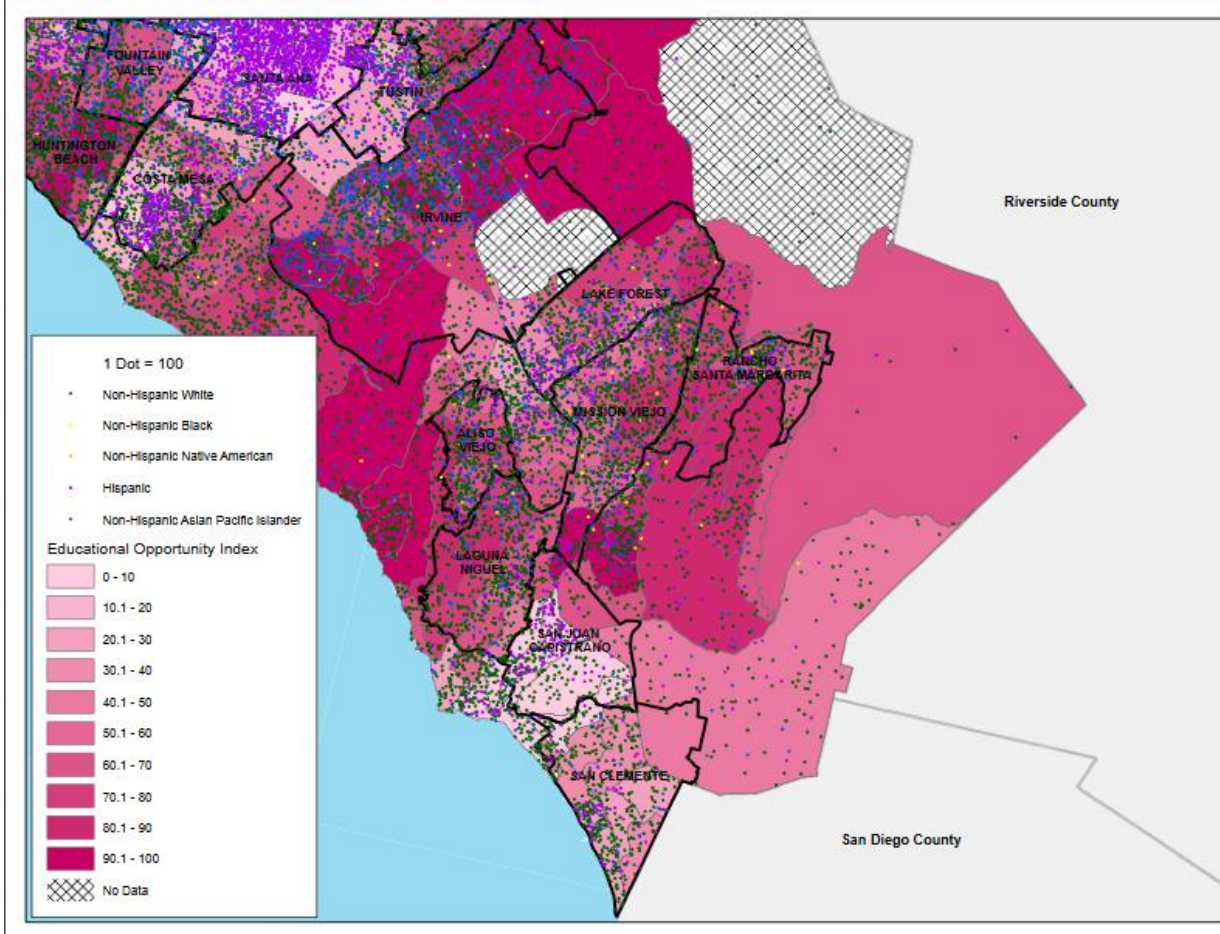 FOUNTAIN
VALLEY
SANTA ANA
TUSTIN
HUNTINGTON
BEACH
COSTA MESA
IRVINE
Riverside County
LAKE FOREST
RANCHO
SANTA MARGARITA
MISSION VIEJO
ALISO
VIEJO
LAGUNA
NIGUEL
SAN JUAN
CAPISTRANO
SAN CLEMENTE
San Diego County
1 Dot = 100
Non-Hispanic White
Non-Hispanic Black
Non-Hispanic Native American
Hispanic
Non-Hispanic Asian Pacific Islander
Educational Opportunity Index
0 - 10
10.1 - 20
20.1 - 30
30.1 - 40
40.1 - 50
50.1 - 60
60.1 - 70
70.1 - 80
80.1 - 90
90.1 - 100
No Data